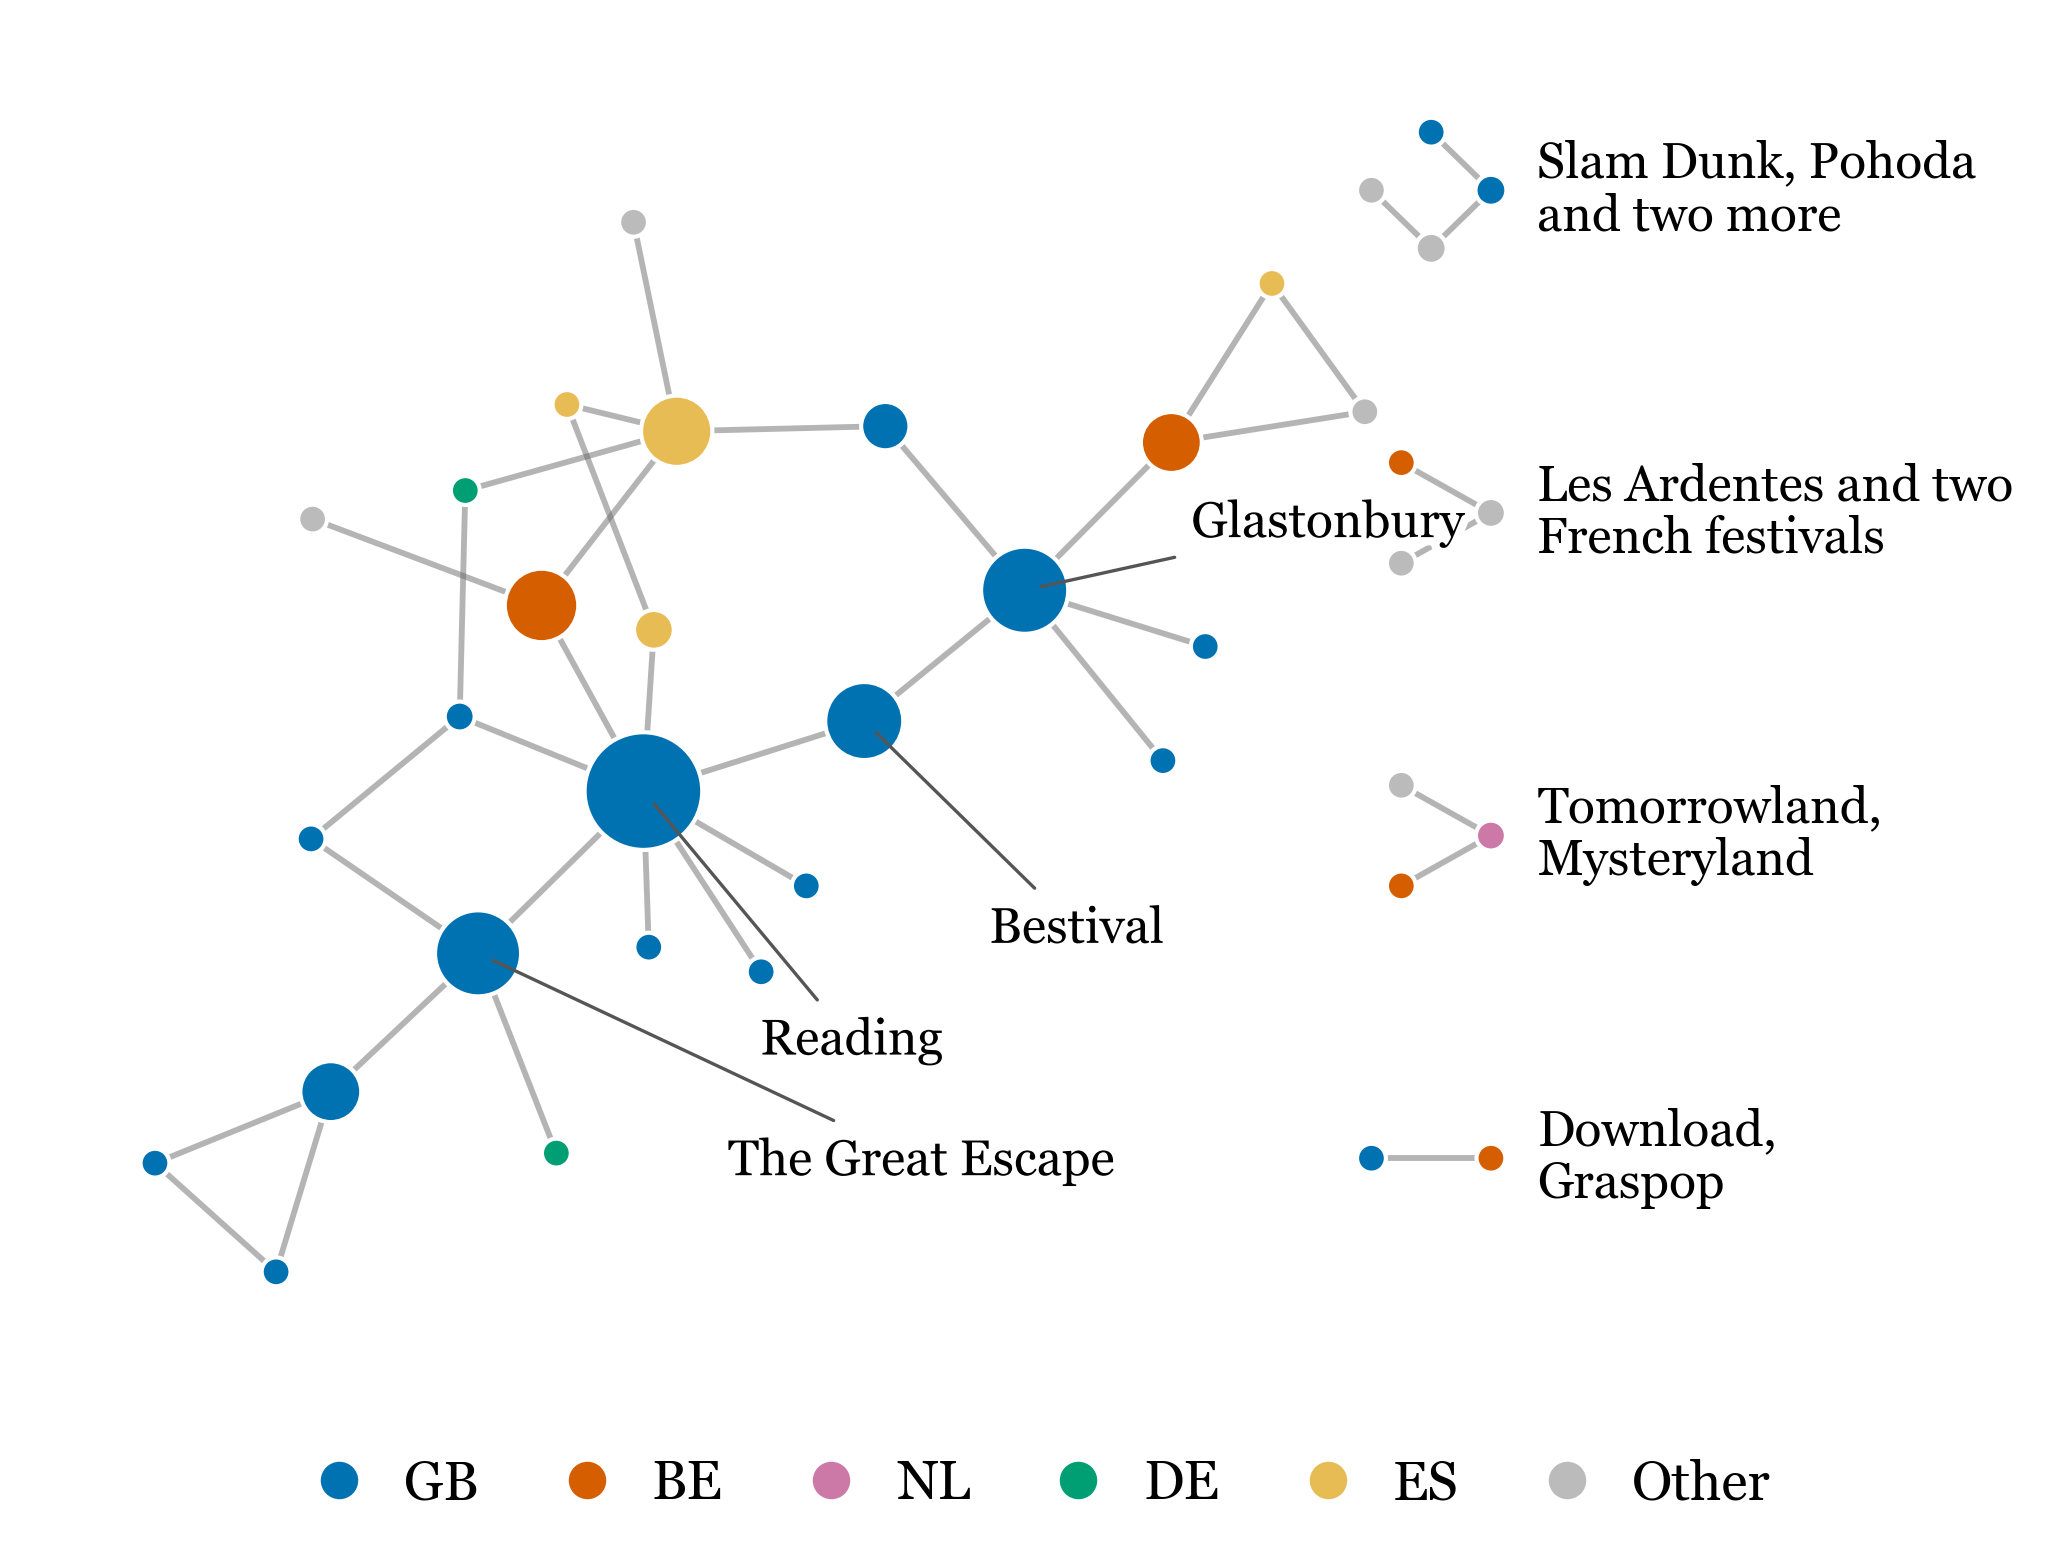 Slam Dunk, Pohoda
and two more
Les Ardentes and two
French festivals
Glastonbury
Tomorrowland,
Mysteryland
Bestival
Reading
The Great Escape
Download,
Graspop
GB BE NL DE ES Other